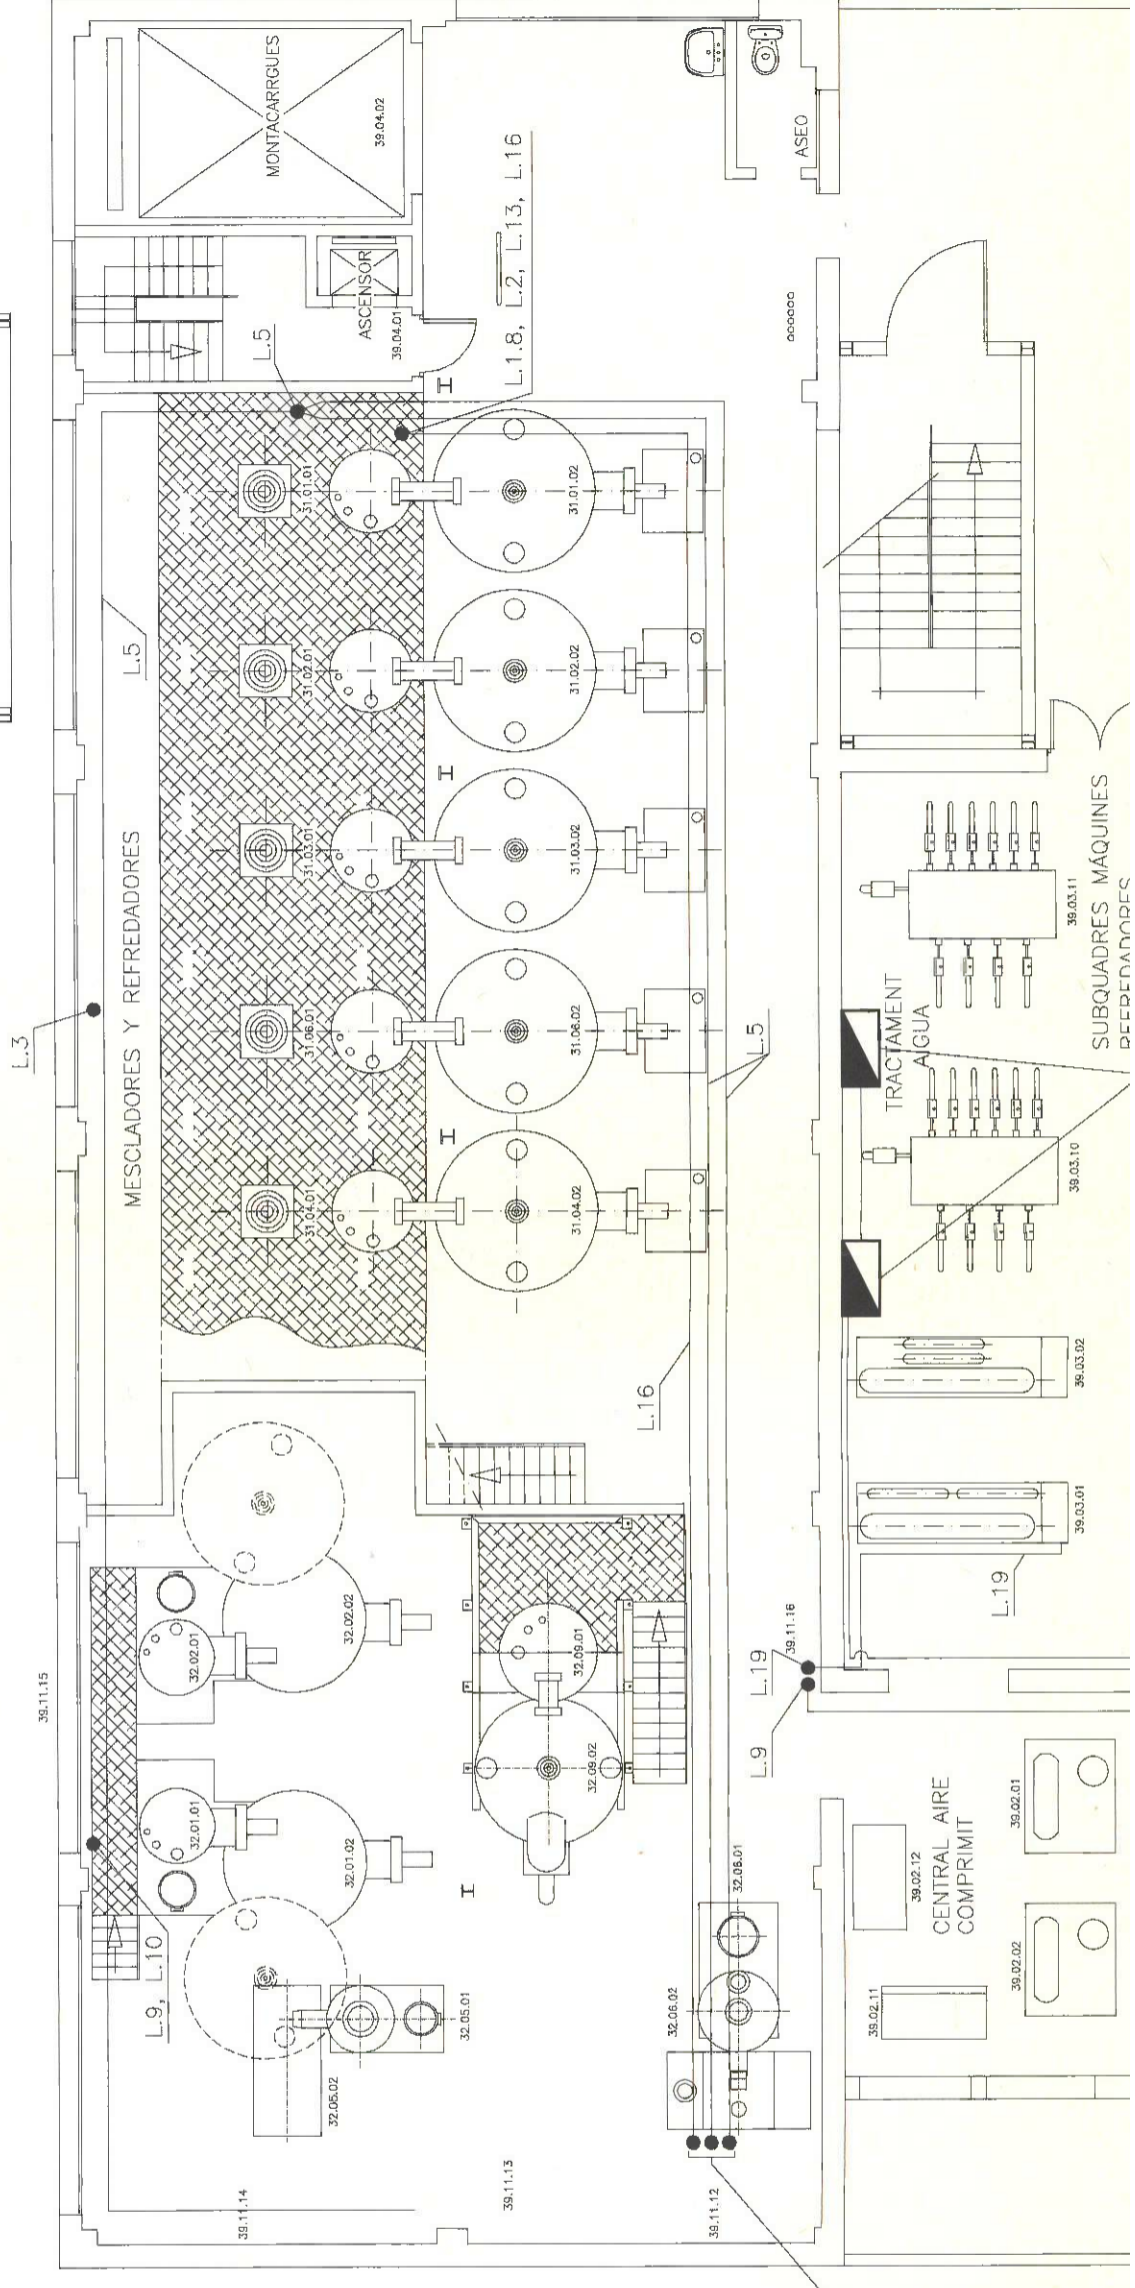 MONTACARRGUES
39.04.02
ASEO
L.1.8, L.2, L.13, L.16
ASCENSOR
39.04.01
L.5
L.5
31.01.01
31.01.02
31.02.01
31.02.02
MESCLADORES Y REFREDADORES
31.03.01
31.03.02
L.3
31.06.01
31.06.02
L.5
31.04.01
31.04.02
L.16
SUBQUADRES MÁQUINES
REFREDADORES
39.03.11
TRACTAMENT
AIGUA
39.03.10
39.03.02
39.03.01
L.19
39.11.15
32.02.01
32.02.02
32.09.01
39.11.16
L.19
L.9
32.09.02
32.01.01
32.01.02
L.9, L.10
32.05.01
32.05.02
32.06.01
32.06.02
39.02.01
39.02.12
CENTRAL AIRE
COMPRIMIT
39.02.02
39.02.11
39.11.14
39.11.13
39.11.12